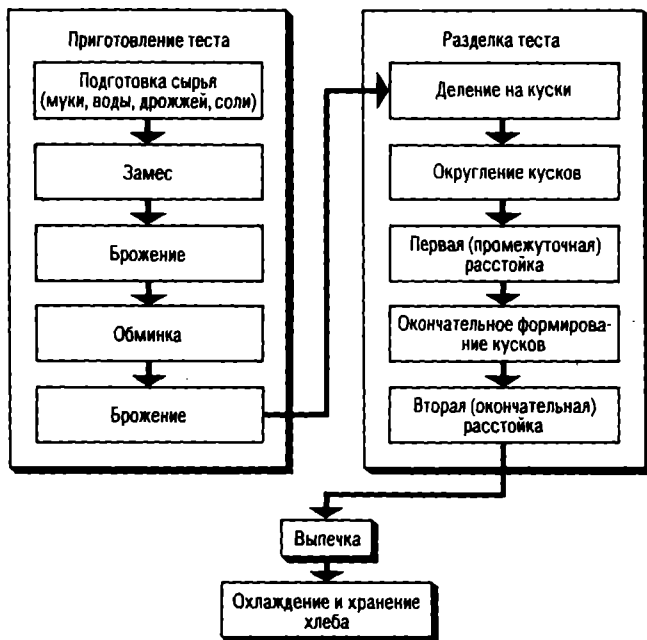 Приготовление теста
Подготовка сырья
(муки, воды, дрожжей, соли)
Замес
Брожение
Обминка
Брожение
Разделка теста
Деление на куски
Округление кусков
Первая (промежуточная)
расстойка
Окончательное формирова-
ние кусков
Вторая (окончательная)
расстойка
Выпечка
Охлаждение и хранение
хлеба